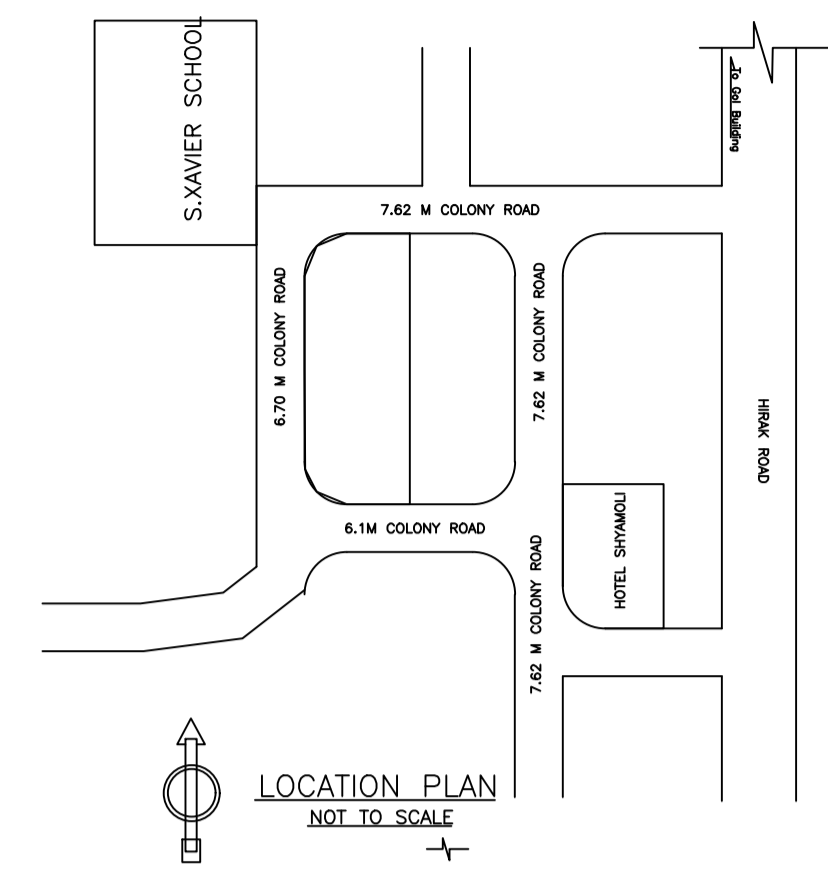 S.XAVIER SCHOOL
To GoI Building
7.62 M COLONY ROAD
6.70 M COLONY ROAD
7.62 M COLONY ROAD
HIRAK ROAD
6.1M COLONY ROAD
HOTEL SHYAMOLI
7.62 M COLONY ROAD
LOCATION PLAN
NOT TO SCALE